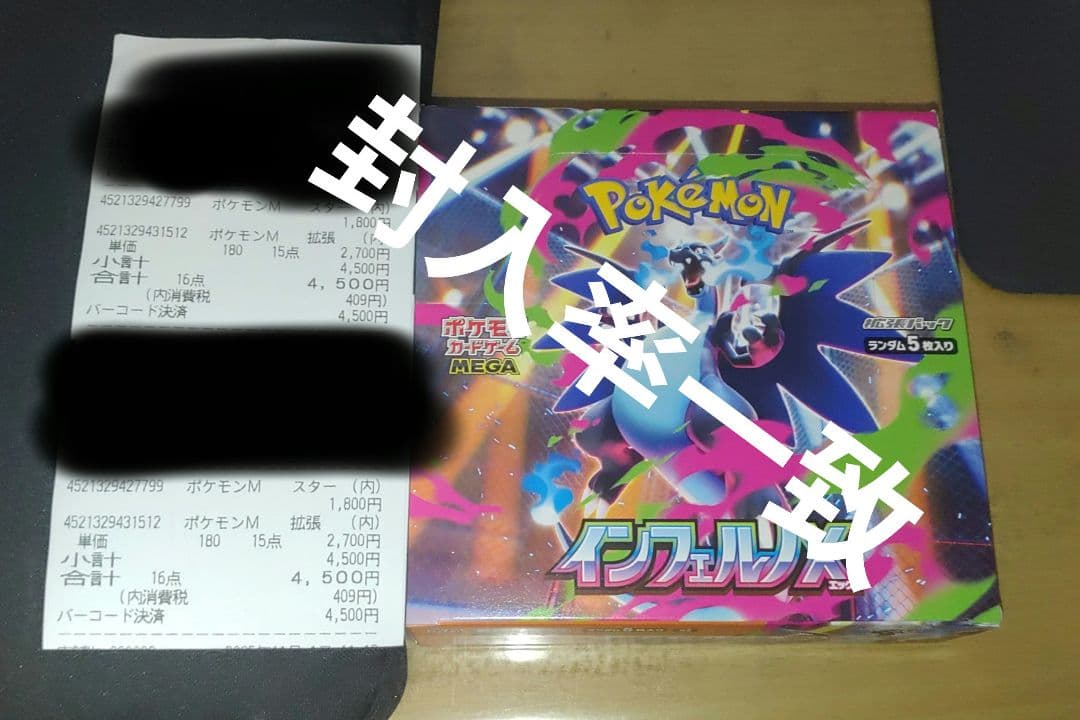 4521329427799 ポケモンM スター (内)
1,800円
4521329431512 ポケモンM 拡張 (内)
単価 180 15点 2,700円
小計 4,500円
合計 16点 4,500円
(内消費税 409円)
バーコード決済 4,500円
4521329427799 ポケモンM スター (内)
1,800円
4521329431512 ポケモンM 拡張 (内)
単価 180 15点 2,700円
小計 4,500円
合計 16点 4,500円
(内消費税 409円)
バーコード決済 4,500円
封入率一致
POKÉMON
ポケモン
カードゲーム
MEGA
拡張パック
ランダム5枚入り
インフェルノX